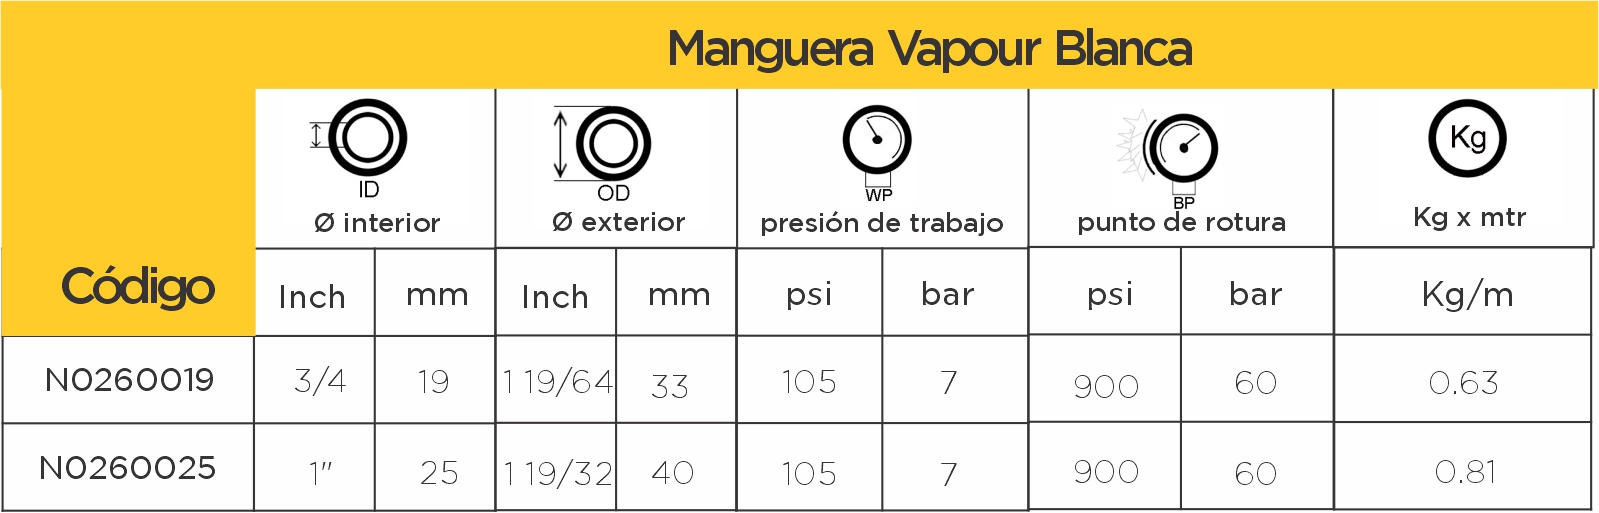 Manguera Vapour Blanca
ID OD WP BP Kg
Ø interior Ø exterior presión de trabajo punto de rotura Kg x mtr
Código Inch mm Inch mm psi bar psi bar Kg/m
N0260019 3/4 19 1 19/64 33 105 7 900 60 0.63
N0260025 1" 25 1 19/32 40 105 7 900 60 0.81